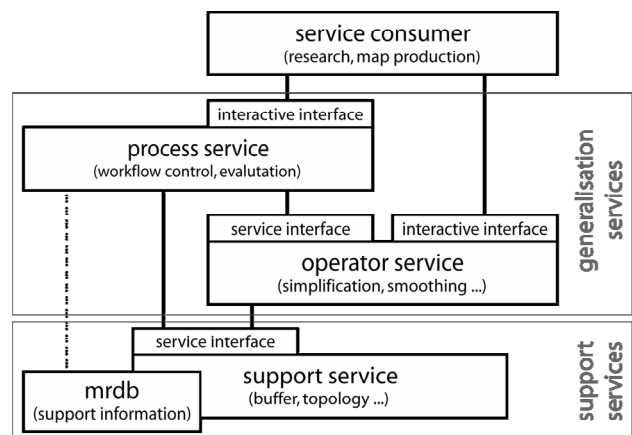 service consumer
(research, map production)
interactive interface
process service
(workflow control, evalutation)
service interface
interactive interface
operator service
(simplification, smoothing ...)
generalisation
services
service interface
support service
(buffer, topology ...)
mrdb
(support information)
support
services